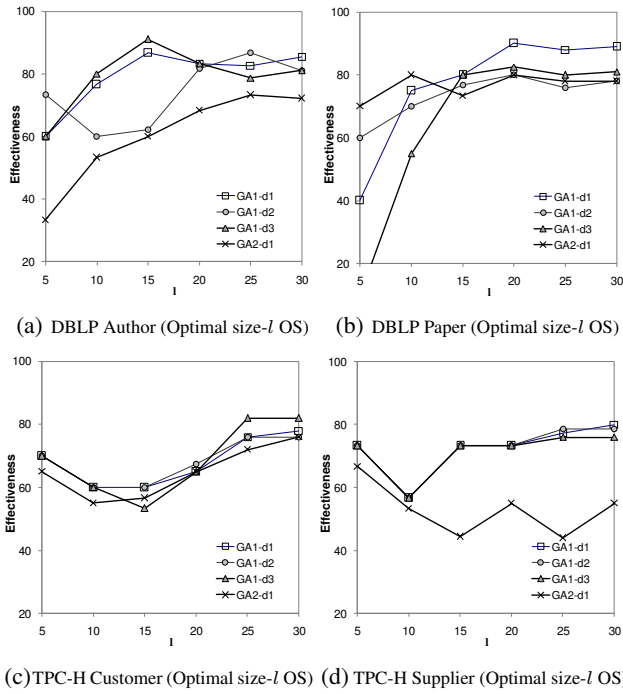 100
80
60
40
20
Effectiveness
5 10 15 20 25 30
l
GA1-d1
GA1-d2
GA1-d3
GA2-d1
(a) DBLP Author (Optimal size-l OS)
100
80
60
40
20
Effectiveness
5 10 15 20 25 30
l
GA1-d1
GA1-d2
GA1-d3
GA2-d1
(b) DBLP Paper (Optimal size-l OS)
100
80
60
40
20
Effectiveness
5 10 15 20 25 30
l
GA1-d1
GA1-d2
GA1-d3
GA2-d1
(c) TPC-H Customer (Optimal size-l OS)
100
80
60
40
20
Effectiveness
5 10 15 20 25 30
l
GA1-d1
GA1-d2
GA1-d3
GA2-d1
(d) TPC-H Supplier (Optimal size-l OS)